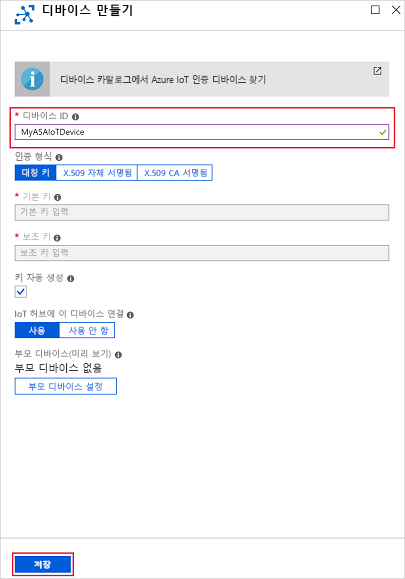 디바이스 만들기
디바이스 카탈로그에서 Azure IoT 인증 디바이스 찾기
* 디바이스 ID
MyASAIoTDevice
인증 형식
대칭 키 X.509 자체 서명됨 X.509 CA 서명됨
* 기본 키
기본 키 입력
* 보조 키
보조 키 입력
키 자동 생성
IoT 허브에 이 디바이스 연결
사용 사용 안 함
부모 디바이스(미리 보기)
부모 디바이스 없음
부모 디바이스 설정
저장